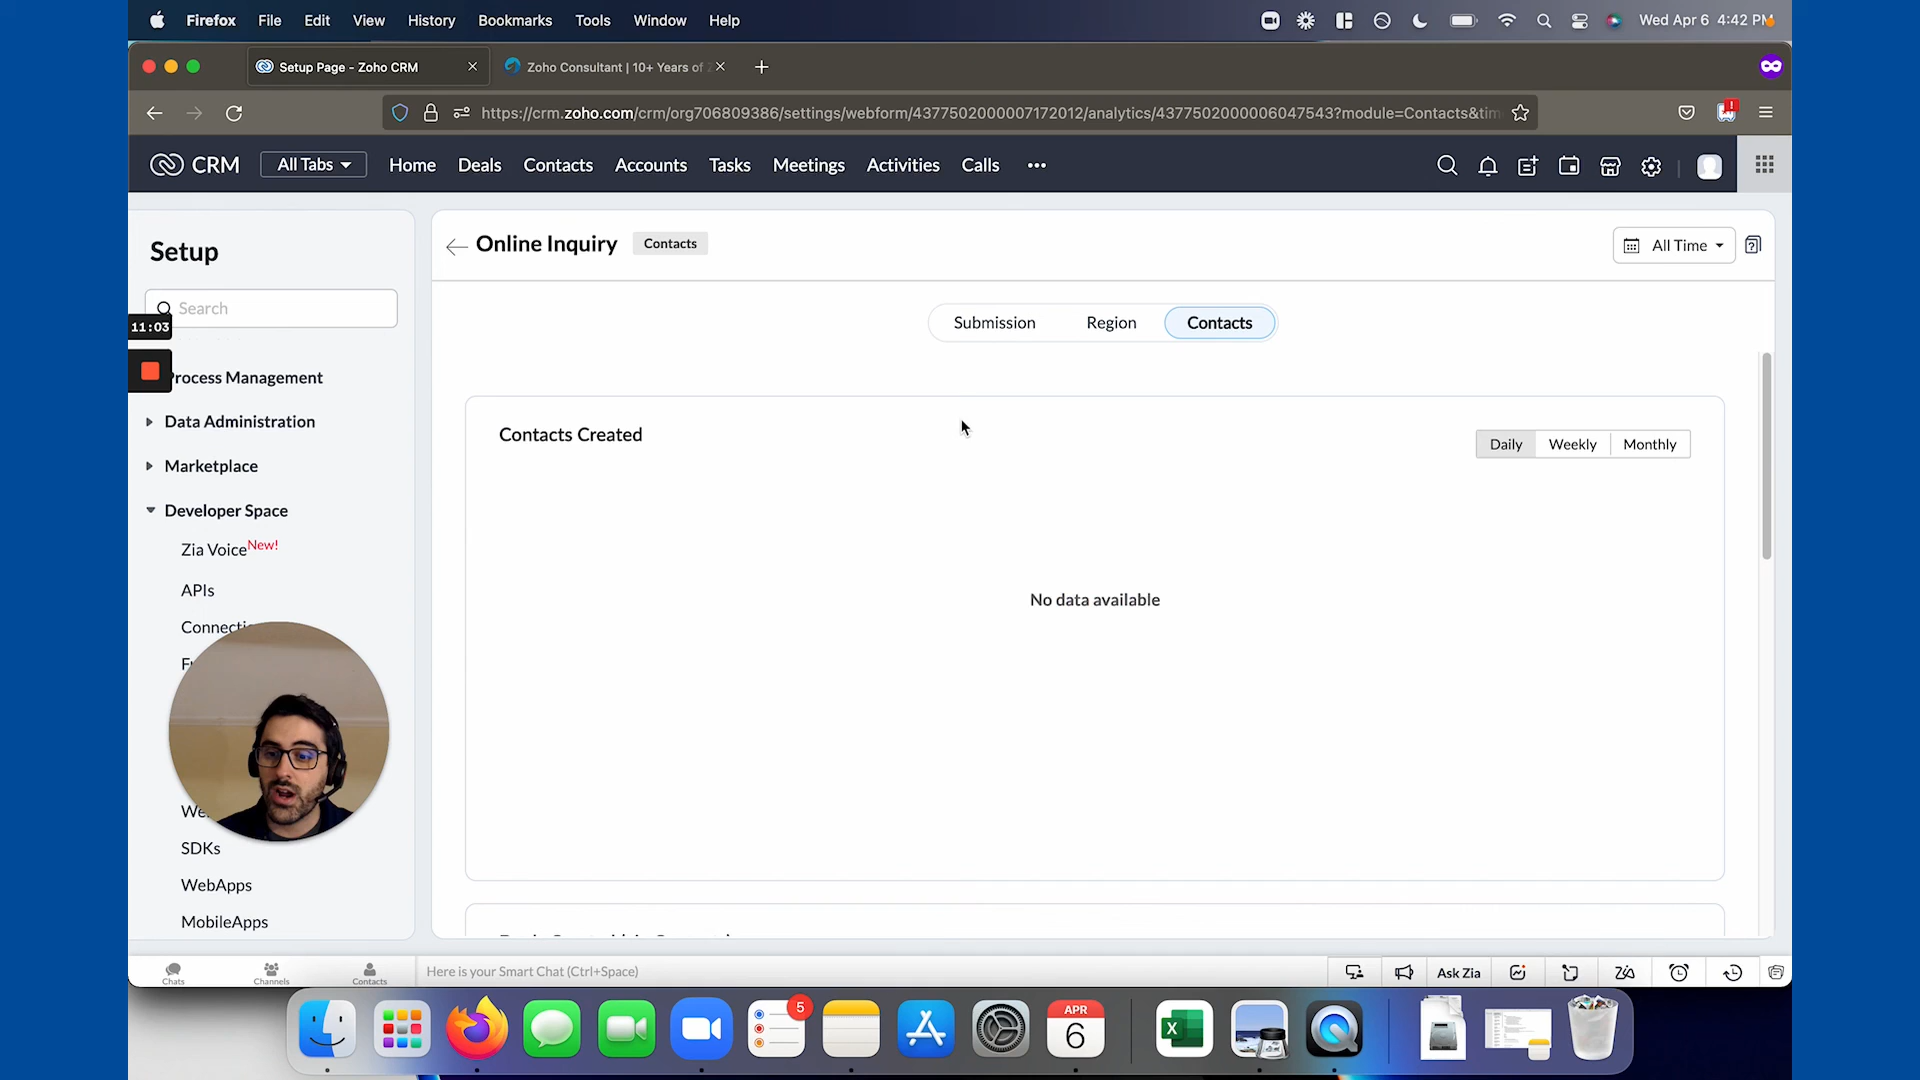 Firefox File Edit View History Bookmarks Tools Window Help Wed Apr 6 4:42 PM
Setup Page - Zoho CRM
Zoho Consultant | 10+ Years of
https://crm.zoho.com/crm/org706809386/settings/webform/4377502000007172012/analytics/4377502000006047543?module=Contacts&tim
CRM All Tabs Home Deals Contacts Accounts Tasks Meetings Activities Calls
Setup
Search
11:03
rocess Management
Data Administration
Marketplace
Developer Space
Zia Voice New!
APIs
Connecti
We
SDKs
WebApps
MobileApps
Online Inquiry Contacts
All Time
Submission Region Contacts
Contacts Created
Daily Weekly Monthly
No data available
Chats Channels Contacts
Here is your Smart Chat (Ctrl+Space)
Ask Zia
5
APR
6